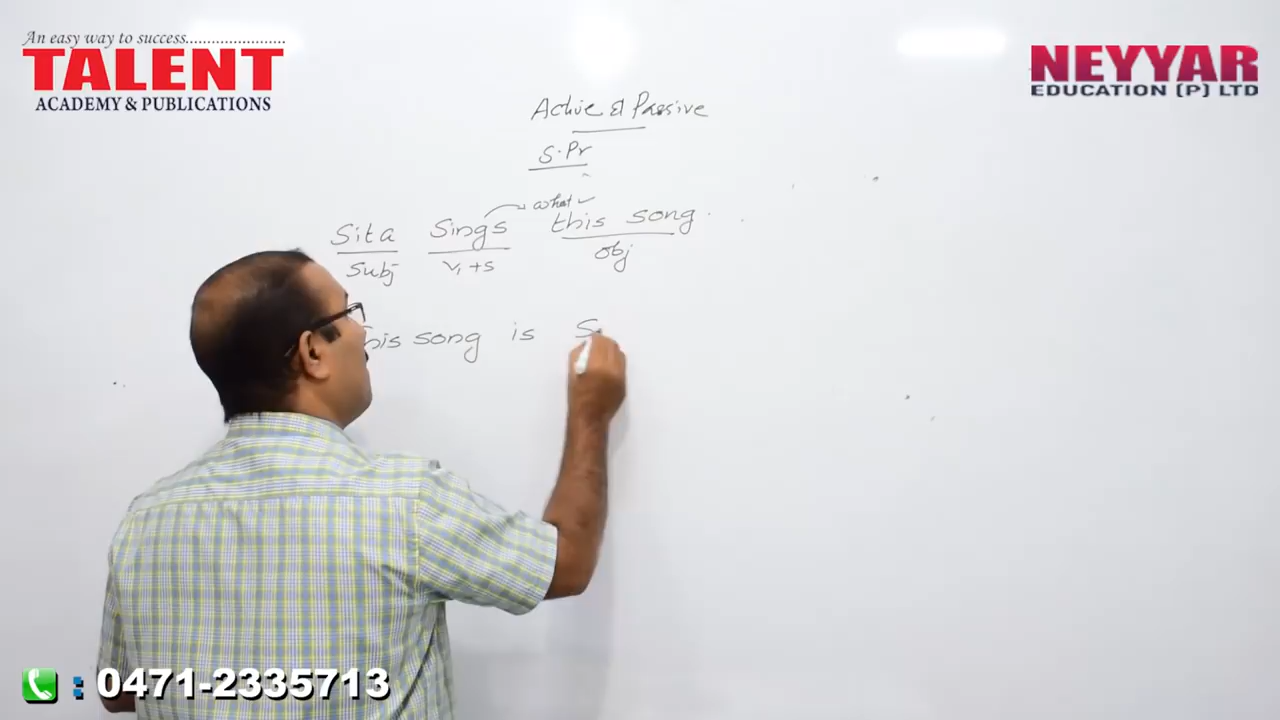 An easy way to success.......................
TALENT
ACADEMY & PUBLICATIONS
NEYYAR
EDUCATION (P) LTD
Active & Passive
S.Pr
what ✓
Sita Sings this song.
Subj V1+s obj
his song is S
: 0471-2335713